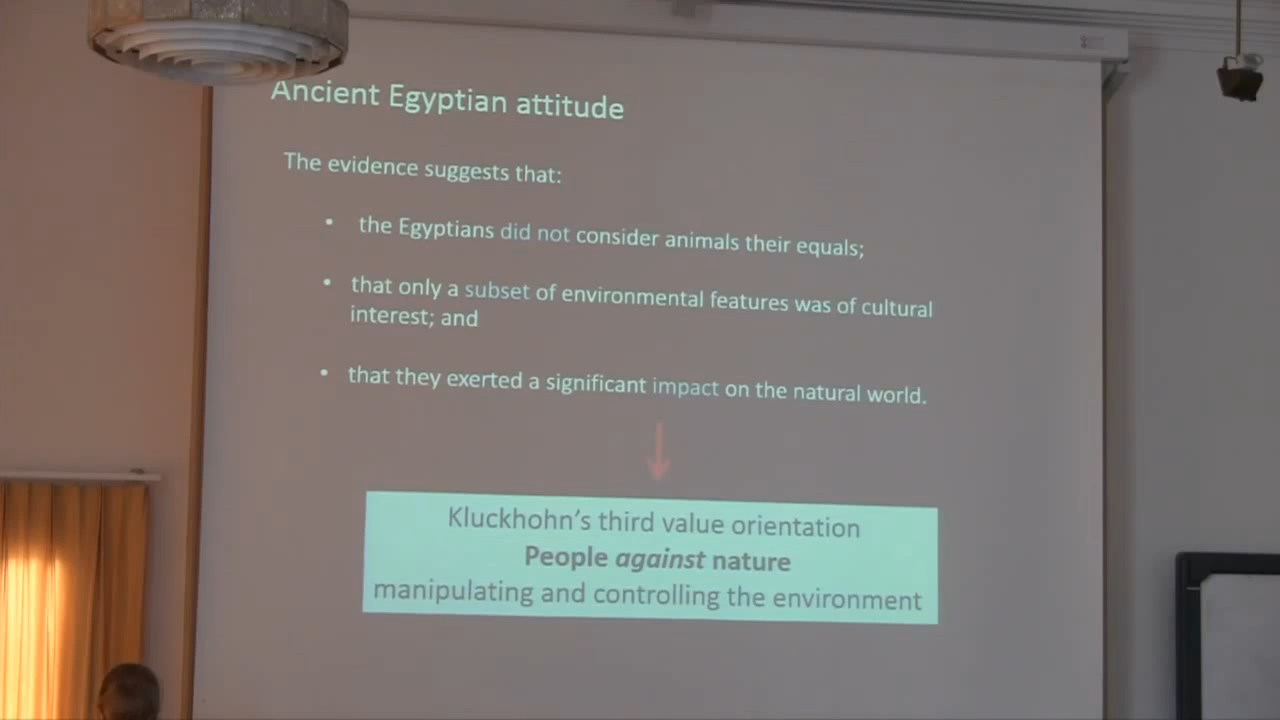 Ancient Egyptian attitude
The evidence suggests that:
• the Egyptians did not consider animals their equals;
• that only a subset of environmental features was of cultural
interest; and
• that they exerted a significant impact on the natural world.
Kluckhohn's third value orientation
People against nature
manipulating and controlling the environment